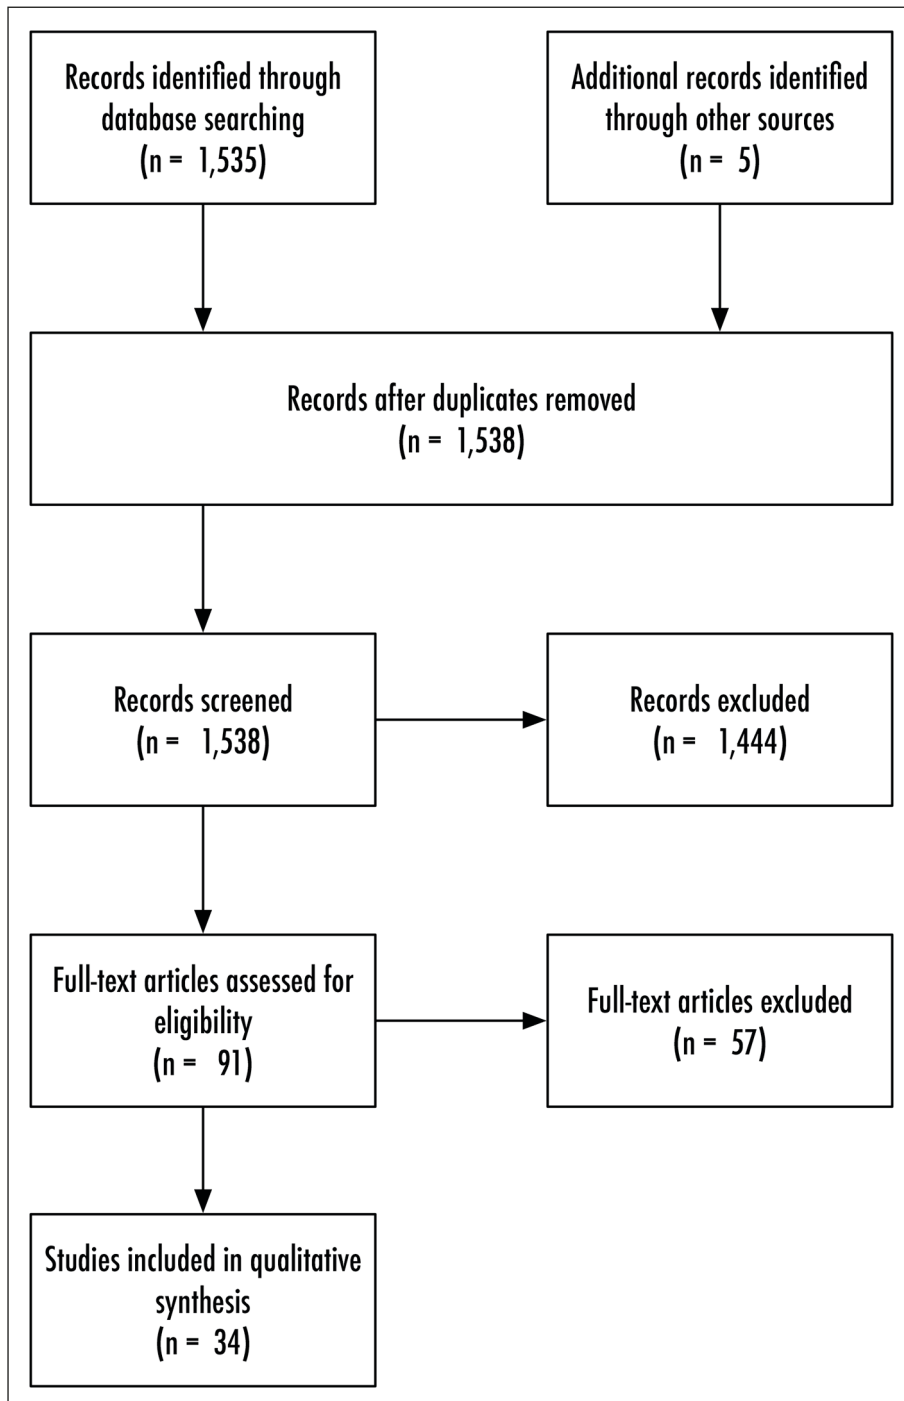 Records identified through
database searching
(n = 1,535)
Additional records identified
through other sources
(n = 5)
Records after duplicates removed
(n = 1,538)
Records screened
(n = 1,538)
Records excluded
(n = 1,444)
Full-text articles assessed for
eligibility
(n = 91)
Full-text articles excluded
(n = 57)
Studies included in qualitative
synthesis
(n = 34)